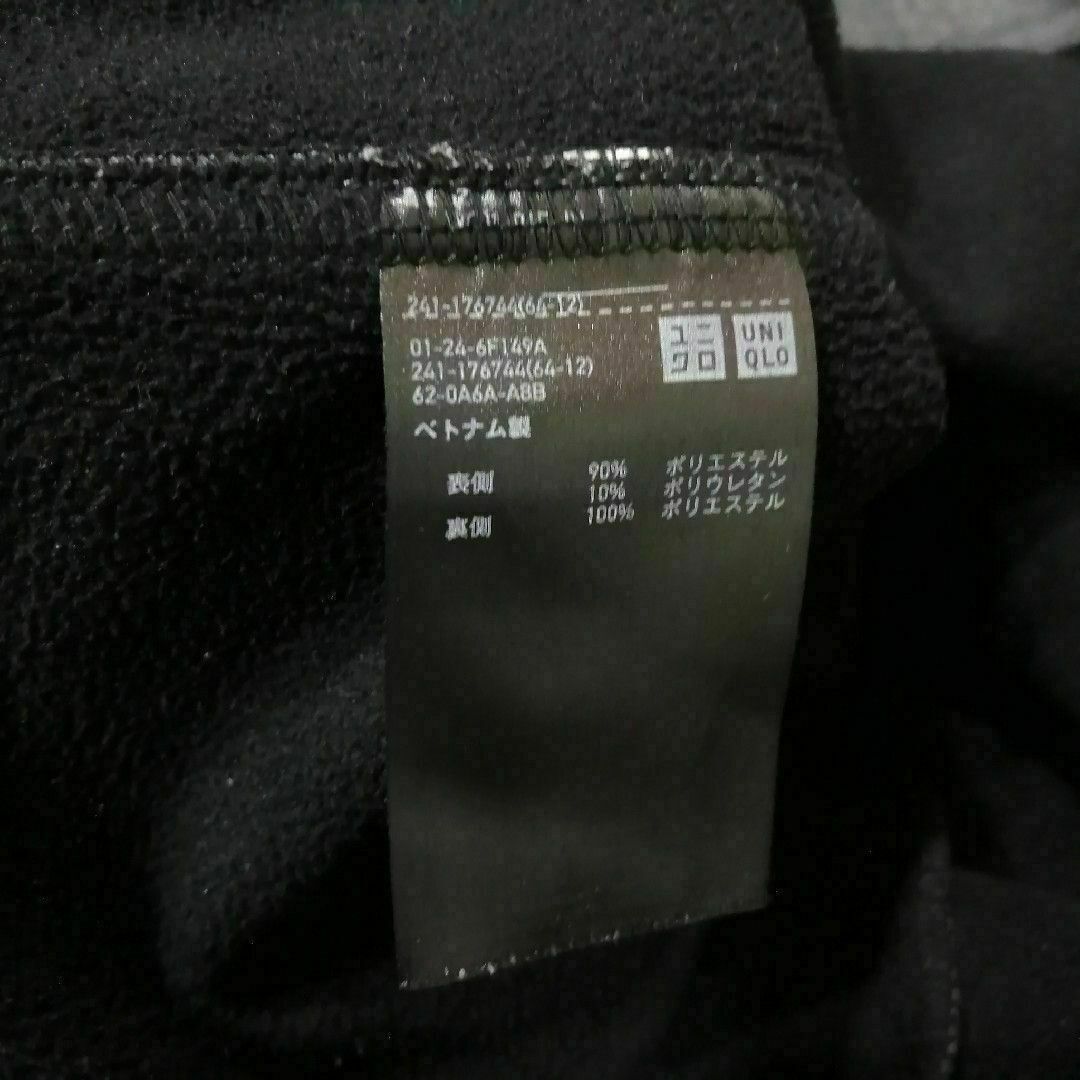 241-176744(64-12)
ユニ
クロ
UNI
QLO
01-24-6F149A
241-176744(64-12)
62-0A6A-A8B
ベトナム製
表側 90% ポリエステル
10% ポリウレタン
裏側 100% ポリエステル